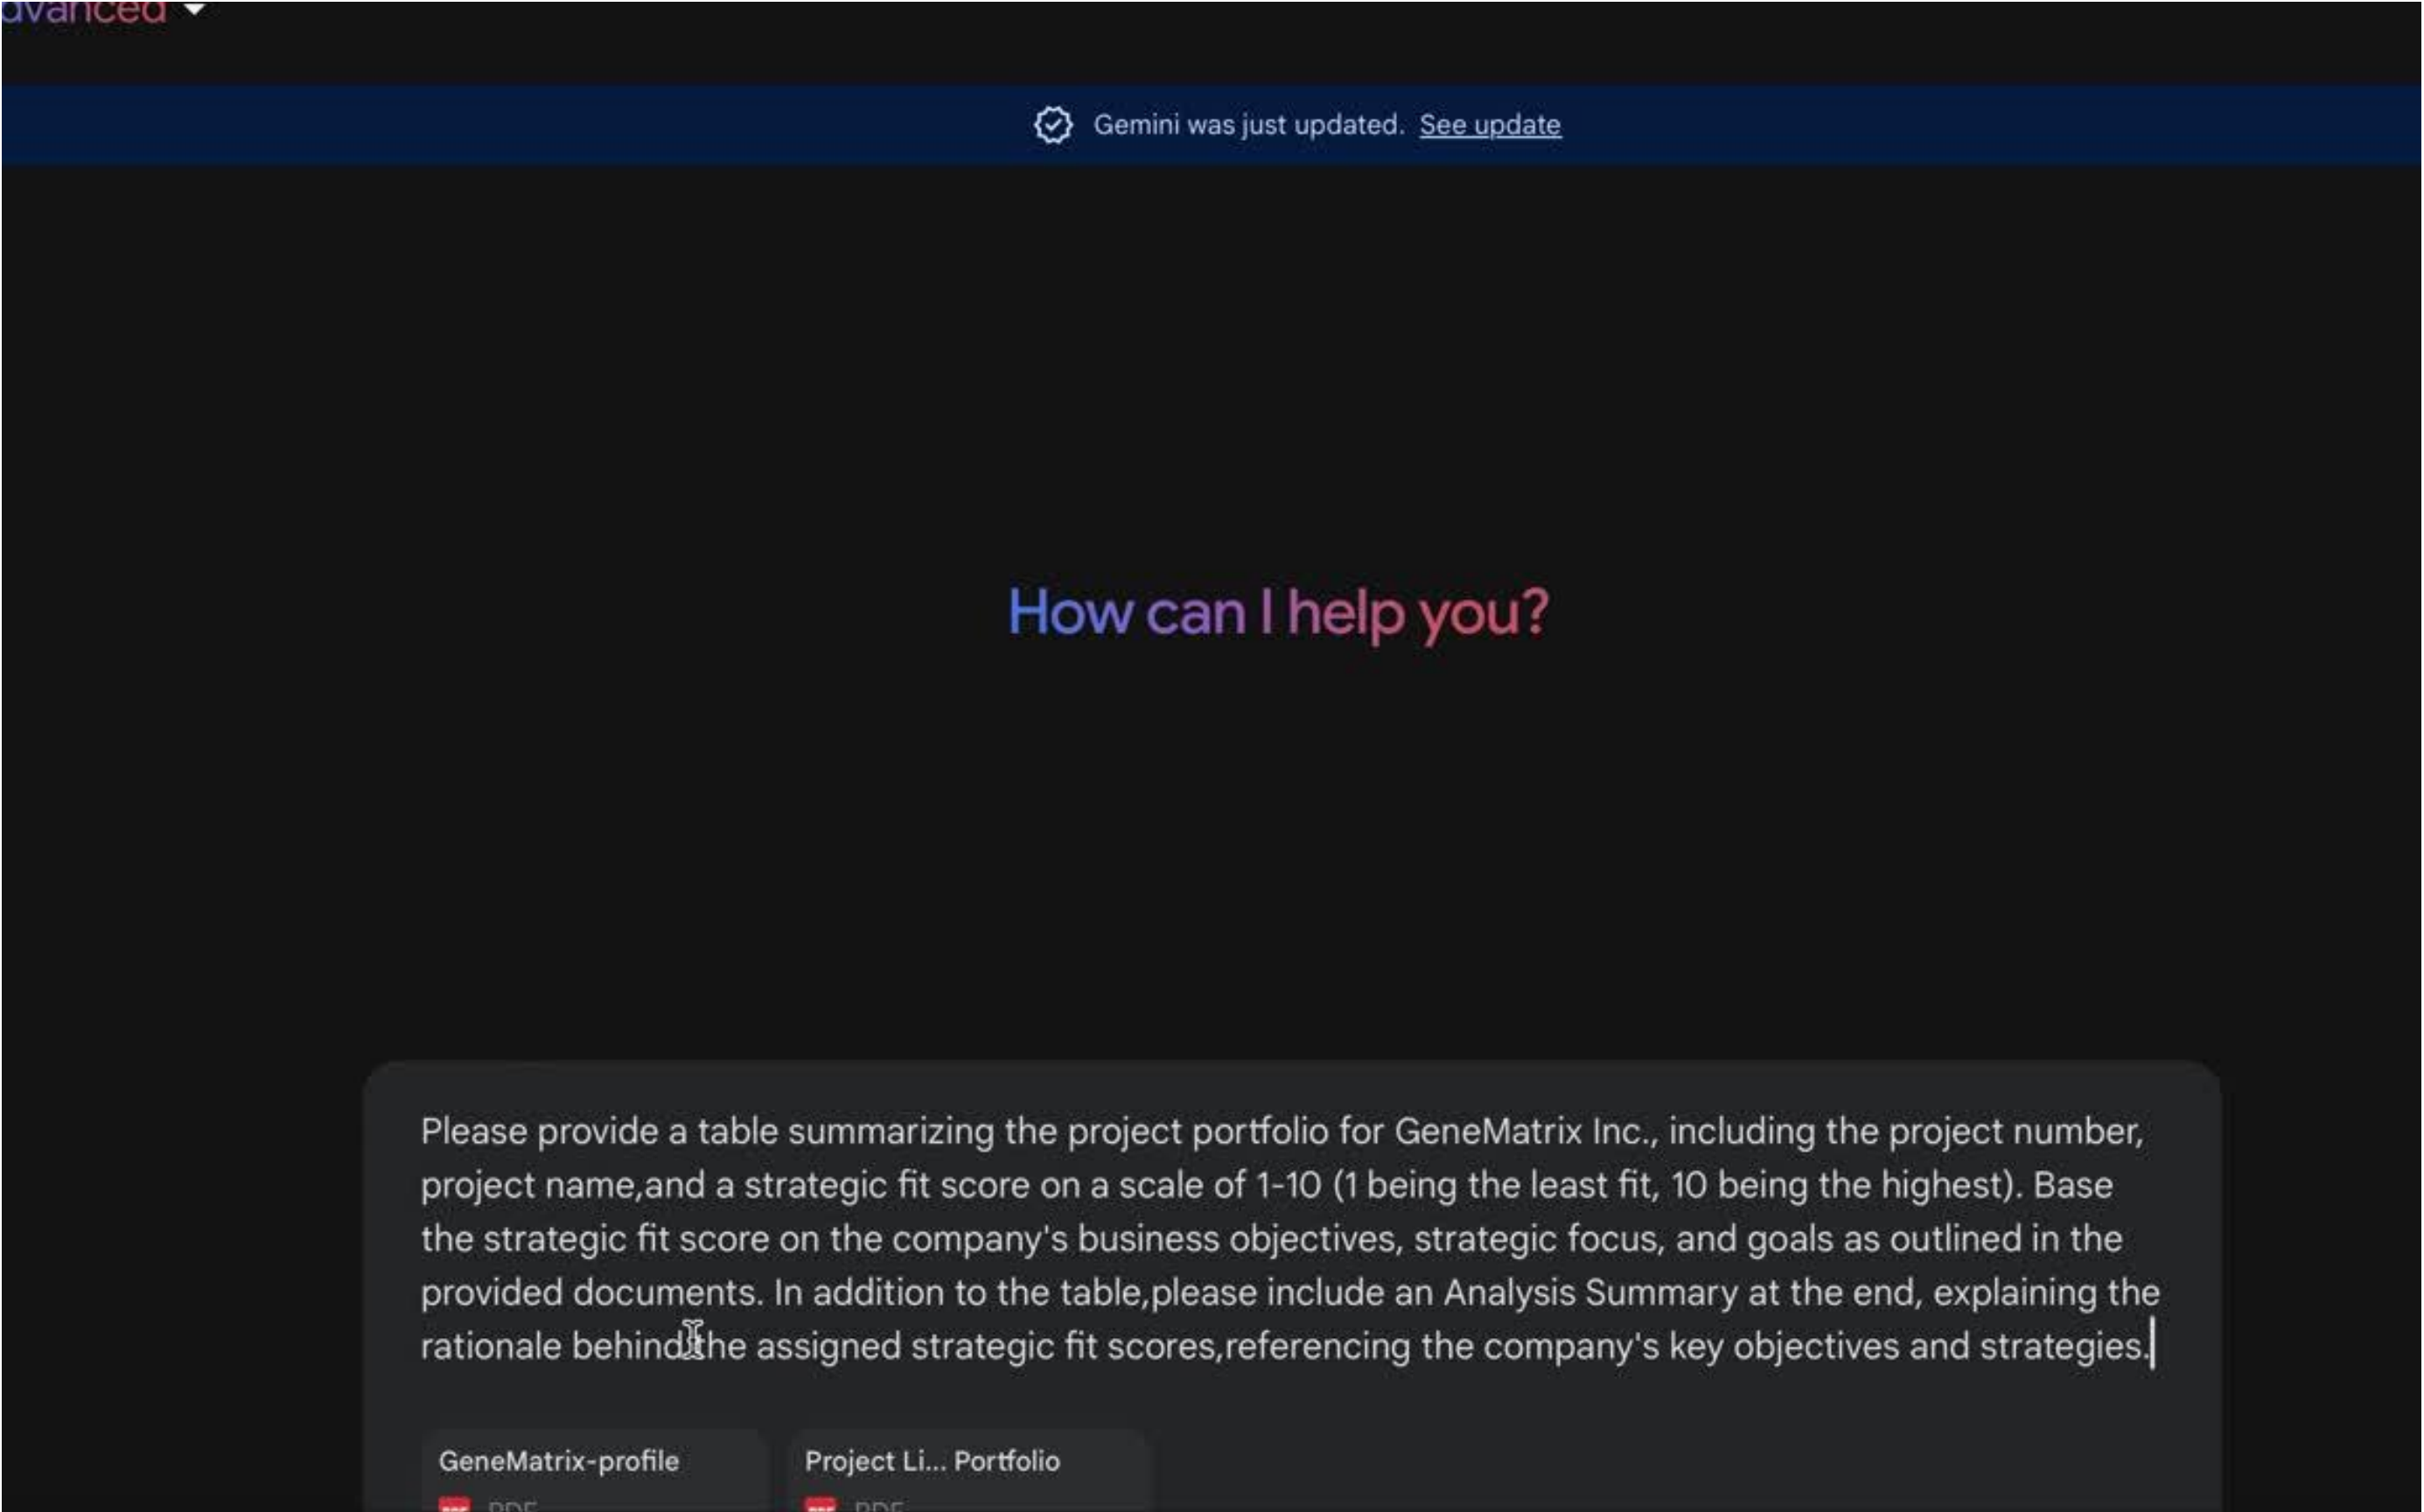 dvanced
Gemini was just updated. See update
How can I help you?
Please provide a table summarizing the project portfolio for GeneMatrix Inc., including the project number,
project name,and a strategic fit score on a scale of 1-10 (1 being the least fit, 10 being the highest). Base
the strategic fit score on the company's business objectives, strategic focus, and goals as outlined in the
provided documents. In addition to the table,please include an Analysis Summary at the end, explaining the
rationale behind the assigned strategic fit scores,referencing the company's key objectives and strategies.
GeneMatrix-profile Project Li... Portfolio
PDF PDF